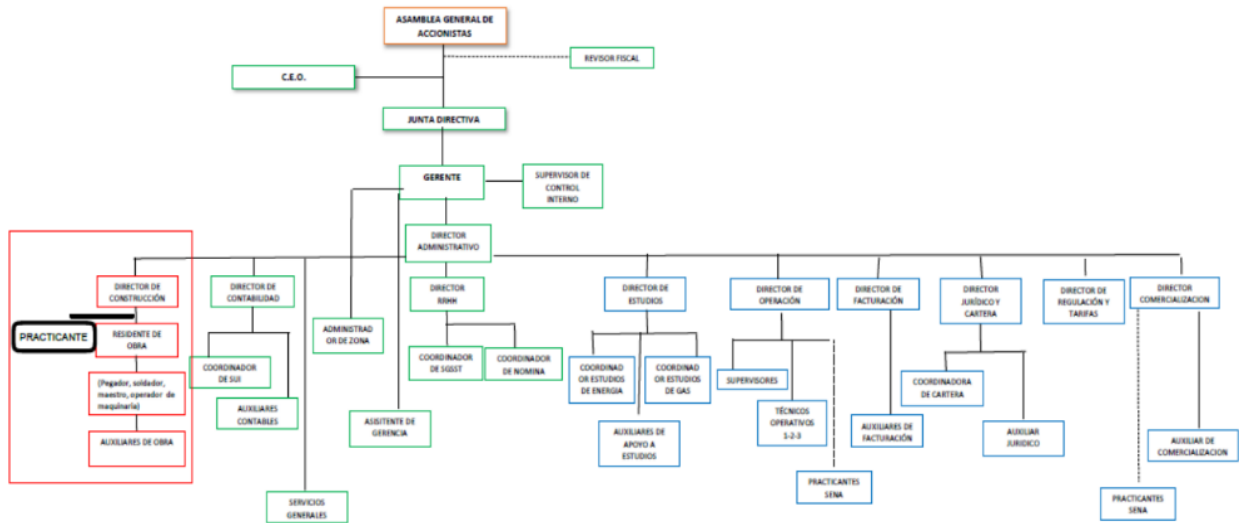 ASAMBLEA GENERAL DE
ACCIONISTAS
REVISOR FISCAL
C.E.O.
JUNTA DIRECTIVA
GERENTE
SUPERVISOR DE
CONTROL
INTERNO
DIRECTOR
ADMINISTRATIVO
DIRECTOR DE
CONSTRUCCIÓN
PRACTICANTE
RESIDENTE DE
OBRA
(Pegador, soldador,
maestro, operador de
maquinaria)
AUXILIARES DE OBRA
DIRECTOR DE
CONTABILIDAD
COORDINADOR
DE SUI
AUXILIARES
CONTABLES
SERVICIOS
GENERALES
ADMINISTRAD
OR DE ZONA
ASISITENTE DE
GERENCIA
DIRECTOR
RRHH
COORDINADOR
DE SGSST
COORDINADOR
DE NOMINA
DIRECTOR DE
ESTUDIOS
COORDINAD
OR ESTUDIOS
DE ENERGIA
COORDINAD
OR ESTUDIOS
DE GAS
AUXILIARES DE
APOYO A
ESTUDIOS
DIRECTOR DE
OPERACIÓN
SUPERVISORES
TÉCNICOS
OPERATIVOS
1-2-3
PRACTICANTES
SENA
DIRECTOR DE
FACTURACIÓN
AUXILIARES DE
FACTURACIÓN
DIRECTOR
JURÍDICO Y
CARTERA
COORDINADORA
DE CARTERA
AUXILIAR
JURIDICO
DIRECTOR DE
REGULACIÓN Y
TARIFAS
DIRECTOR
COMERCIALIZACION
AUXILIAR DE
COMERCIALIZACION
PRACTICANTES
SENA